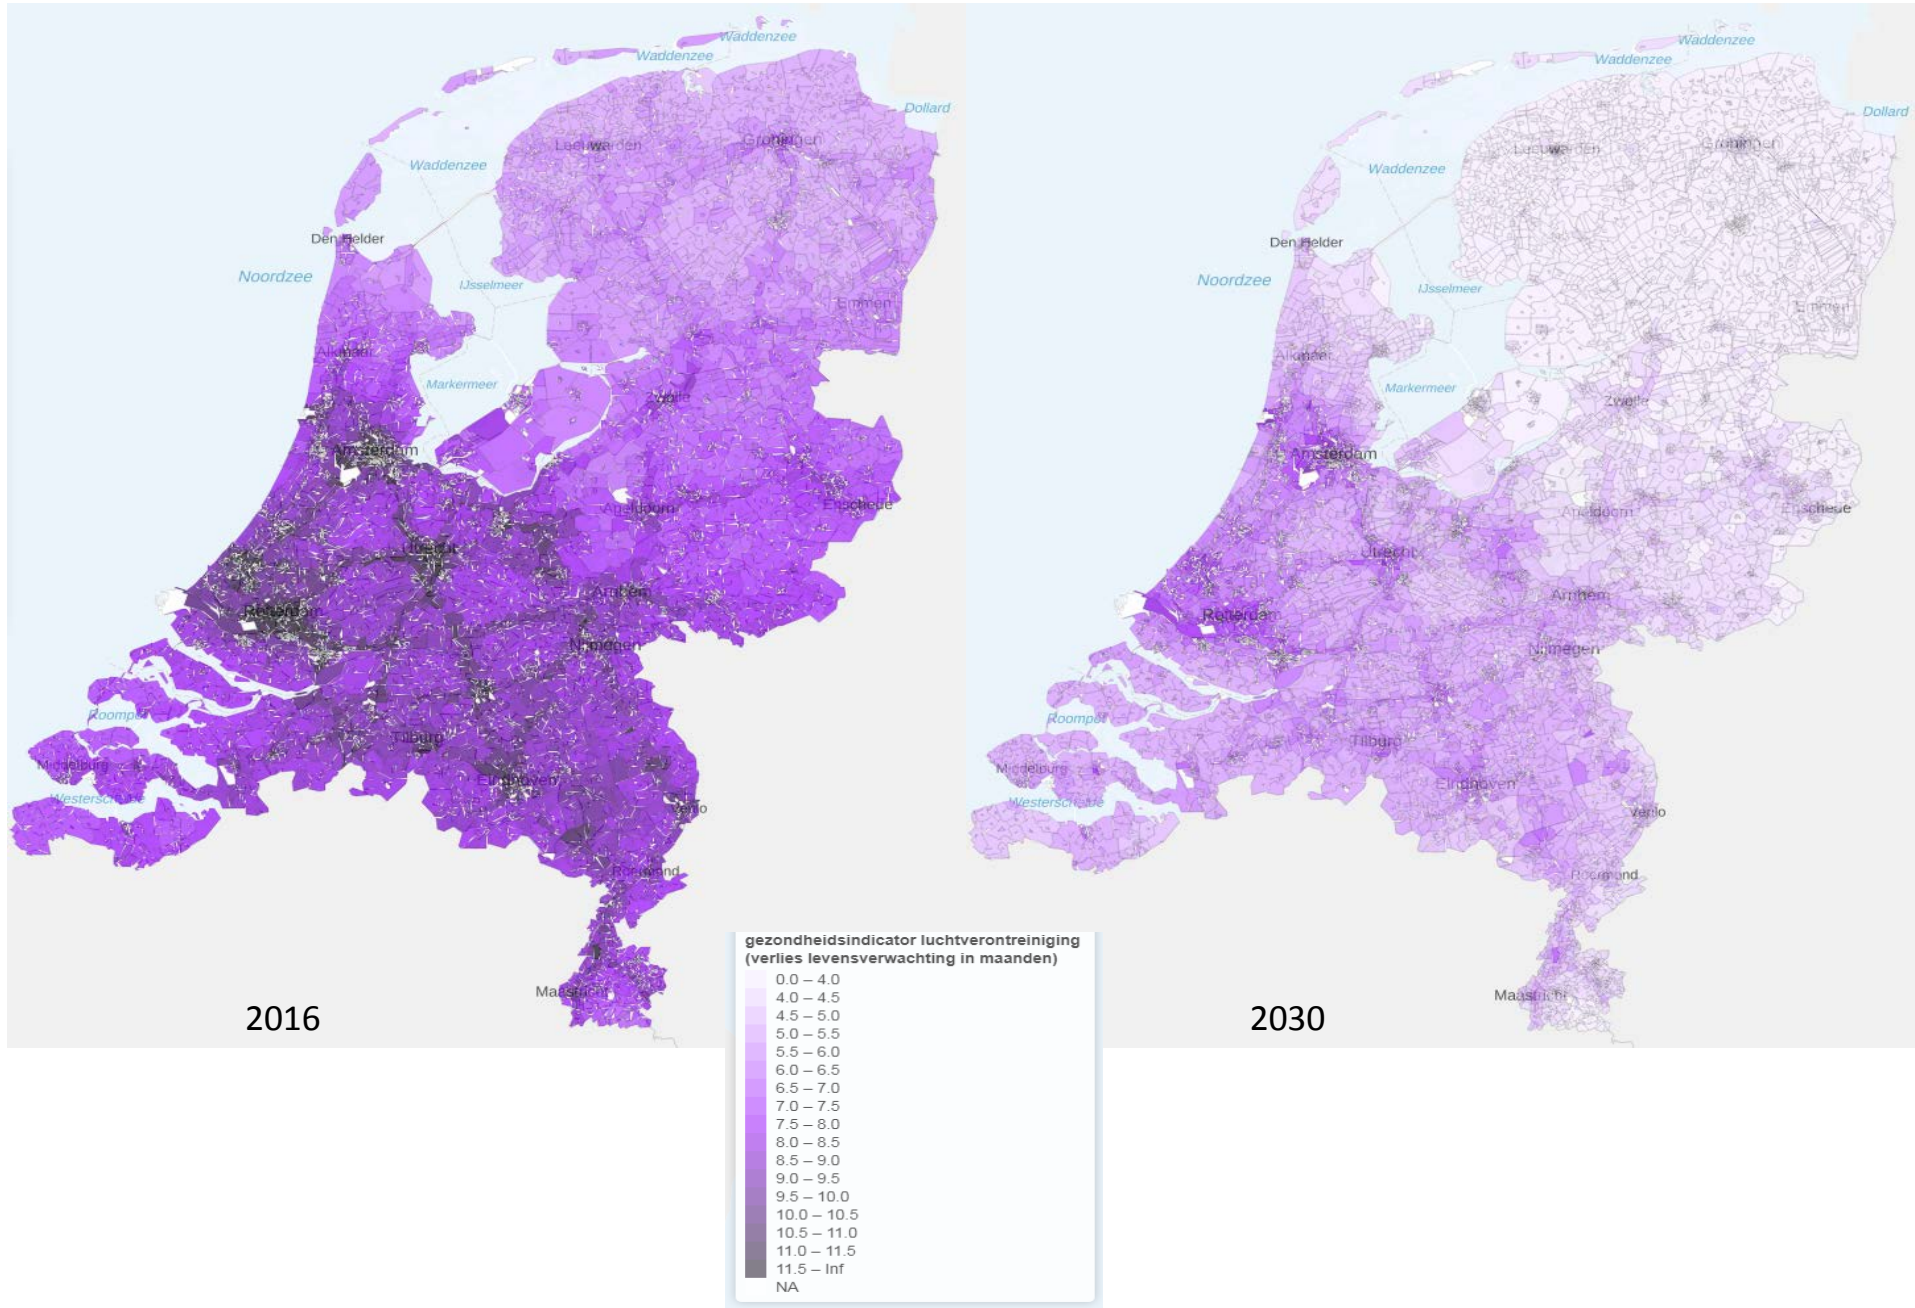 Waddenzee
Waddenzee
Dollard
Leeuwarden
Groningen
Waddenzee
Den Helder
Noordzee
IJsselmeer
Emmen
Alkmaar
Markermeer
Zwolle
Amsterdam
Apeldoorn
Enschede
Utrecht
Arnhem
Rotterdam
Nijmegen
Roompot
Tilburg
Middelburg
Eindhoven
Westerschelde
Venlo
Roermond
Maastricht
2016
Waddenzee
Waddenzee
Dollard
Leeuwarden
Groningen
Waddenzee
Den Helder
Noordzee
IJsselmeer
Emmen
Alkmaar
Markermeer
Zwolle
Amsterdam
Apeldoorn
Enschede
Utrecht
Arnhem
Rotterdam
Nijmegen
Roompot
Tilburg
Middelburg
Eindhoven
Westerschelde
Venlo
Roermond
Maastricht
2030
gezondheidsindicator luchtverontreiniging
(verlies levensverwachting in maanden)
0.0 – 4.0
4.0 – 4.5
4.5 – 5.0
5.0 – 5.5
5.5 – 6.0
6.0 – 6.5
6.5 – 7.0
7.0 – 7.5
7.5 – 8.0
8.0 – 8.5
8.5 – 9.0
9.0 – 9.5
9.5 – 10.0
10.0 – 10.5
10.5 – 11.0
11.0 – 11.5
11.5 – Inf
NA